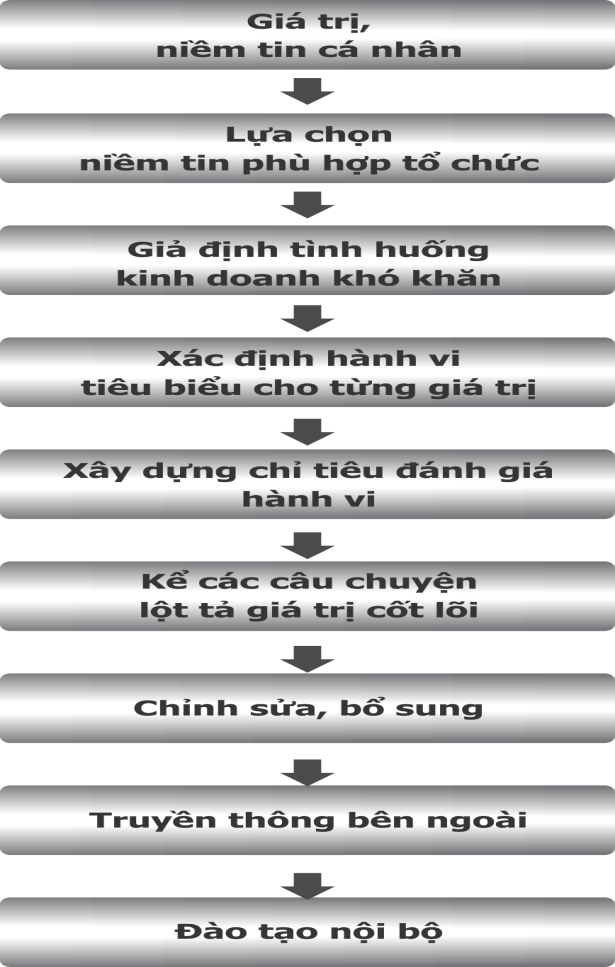 Giá trị,
niềm tin cá nhân
Lựa chọn
niềm tin phù hợp tổ chức
Giả định tình huống
kinh doanh khó khăn
Xác định hành vi
tiêu biểu cho từng giá trị
Xây dựng chỉ tiêu đánh giá
hành vi
Kể các câu chuyện
lột tả giá trị cốt lõi
Chỉnh sửa, bổ sung
Truyền thông bên ngoài
Đào tạo nội bộ